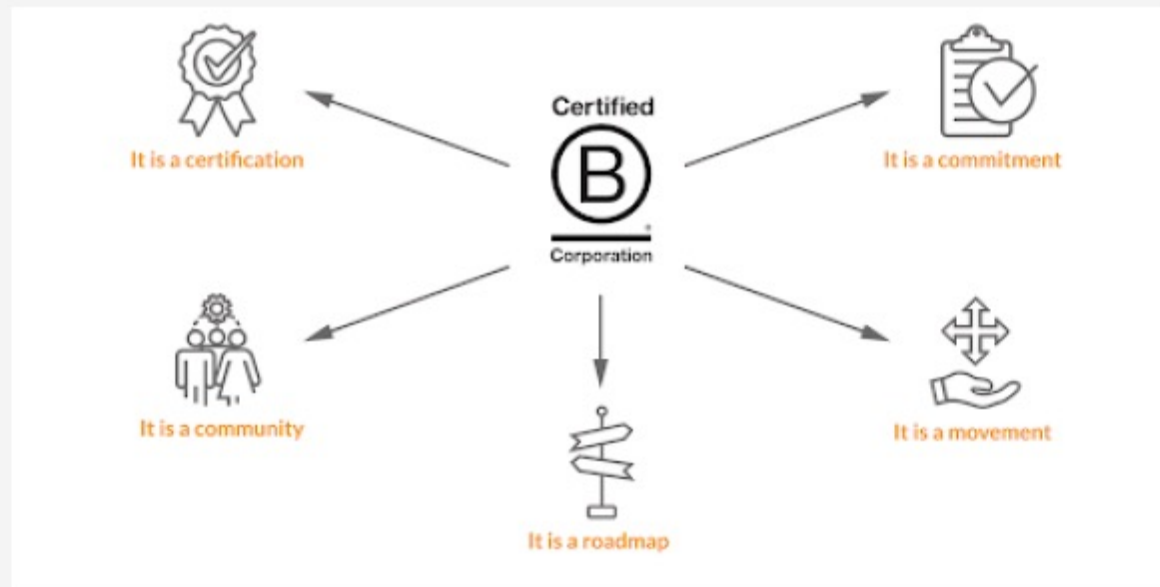 Certified
B
Corporation
It is a certification
It is a commitment
It is a community
It is a movement
It is a roadmap